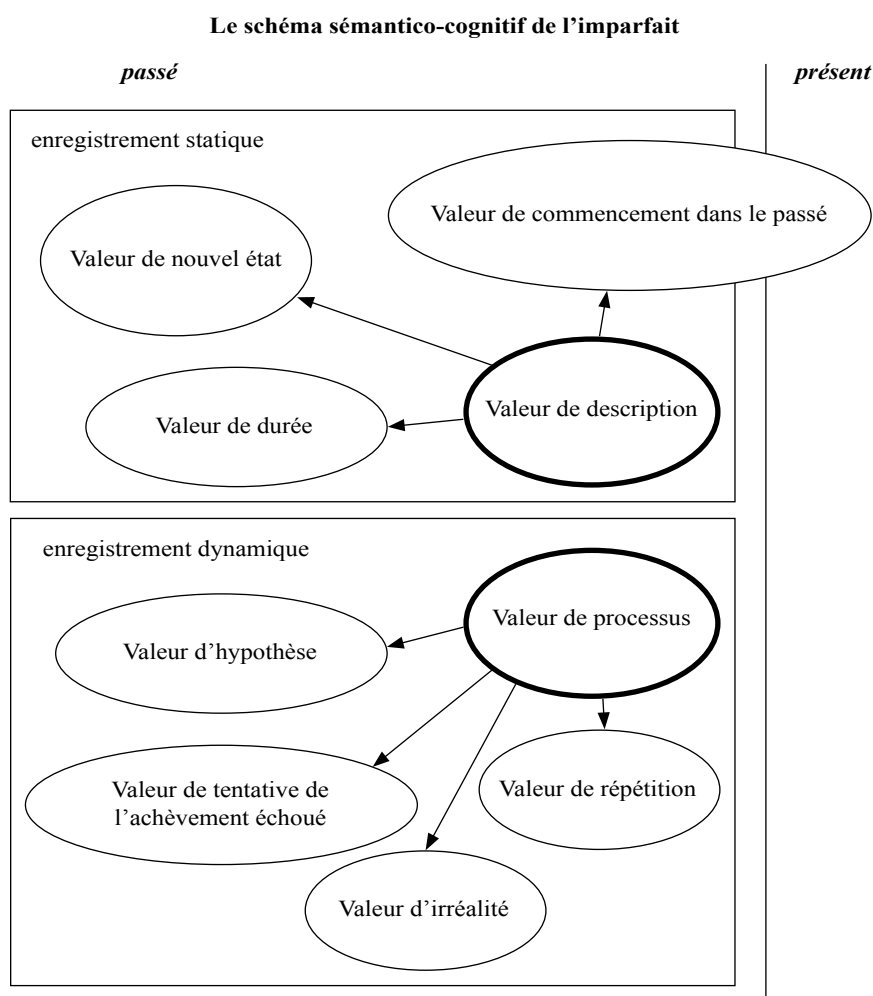 Le schéma sémantico-cognitif de l’imparfait
passé
présent
enregistrement statique
Valeur de commencement dans le passé
Valeur de nouvel état
Valeur de description
Valeur de durée
enregistrement dynamique
Valeur de processus
Valeur d’hypothèse
Valeur de tentative de
l’achèvement échoué
Valeur de répétition
Valeur d’irréalité